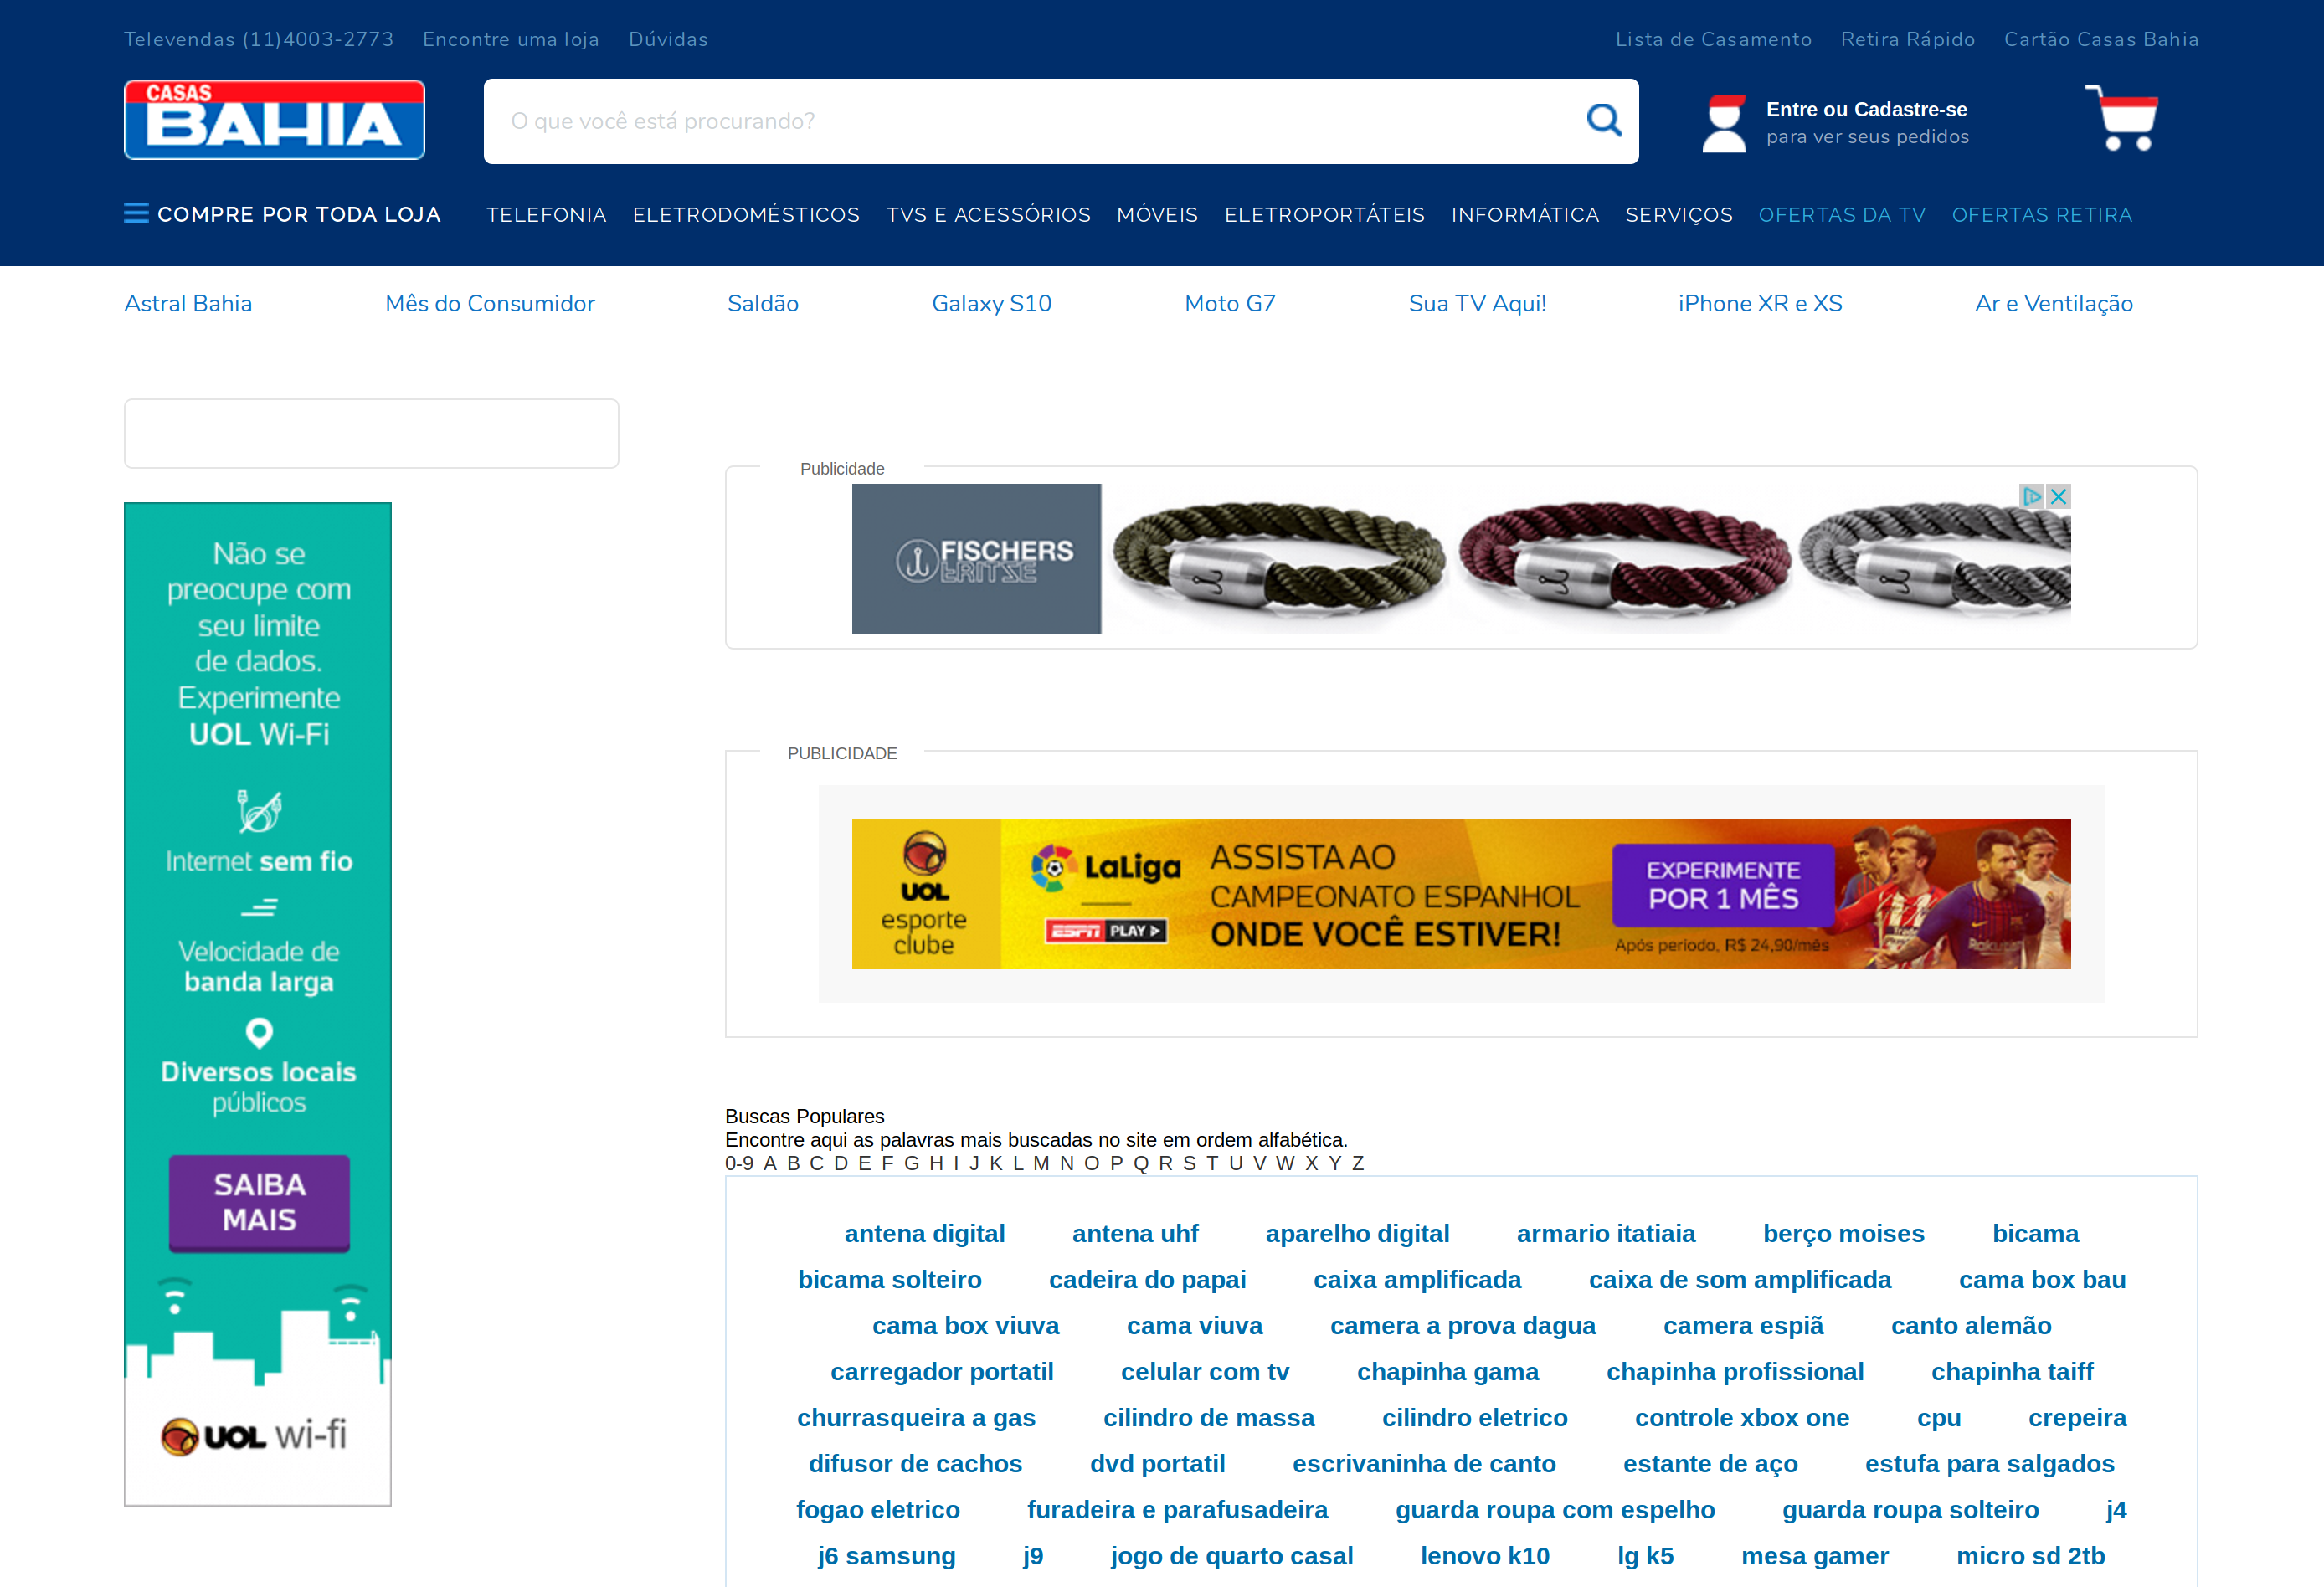 Televendas (11)4003-2773 Encontre uma loja Dúvidas Lista de Casamento Retira Rápido Cartão Casas Bahia
CASAS
BAHIA
O que você está procurando?
Entre ou Cadastre-se
para ver seus pedidos
COMPRE POR TODA LOJA TELEFONIA ELETRODOMÉSTICOS TVS E ACESSÓRIOS MÓVEIS ELETROPORTÁTEIS INFORMÁTICA SERVIÇOS OFERTAS DA TV OFERTAS RETIRA
Astral Bahia Mês do Consumidor Saldão Galaxy S10 Moto G7 Sua TV Aqui! iPhone XR e XS Ar e Ventilação
Não se
preocupe com
seu limite
de dados.
Experimente
UOL Wi-Fi
Internet sem fio
Velocidade de
banda larga
Diversos locais
públicos
SAIBA
MAIS
UOL wi-fi
Publicidade
FISCHERS
FRITZE
PUBLICIDADE
UOL
esporte
clube
LaLiga
ESPN PLAY
ASSISTA AO
CAMPEONATO ESPANHOL
ONDE VOCÊ ESTIVER!
EXPERIMENTE
POR 1 MÊS
Após período, R$ 24,90/mês
Buscas Populares
Encontre aqui as palavras mais buscadas no site em ordem alfabética.
0-9 A B C D E F G H I J K L M N O P Q R S T U V W X Y Z
antena digital antena uhf aparelho digital armario itatiaia berço moises bicama
bicama solteiro cadeira do papai caixa amplificada caixa de som amplificada cama box bau
cama box viuva cama viuva camera a prova dagua camera espiã canto alemão
carregador portatil celular com tv chapinha gama chapinha profissional chapinha taiff
churrasqueira a gas cilindro de massa cilindro eletrico controle xbox one cpu crepeira
difusor de cachos dvd portatil escrivaninha de canto estante de aço estufa para salgados
fogao eletrico furadeira e parafusadeira guarda roupa com espelho guarda roupa solteiro j4
j6 samsung j9 jogo de quarto casal lenovo k10 lg k5 mesa gamer micro sd 2tb